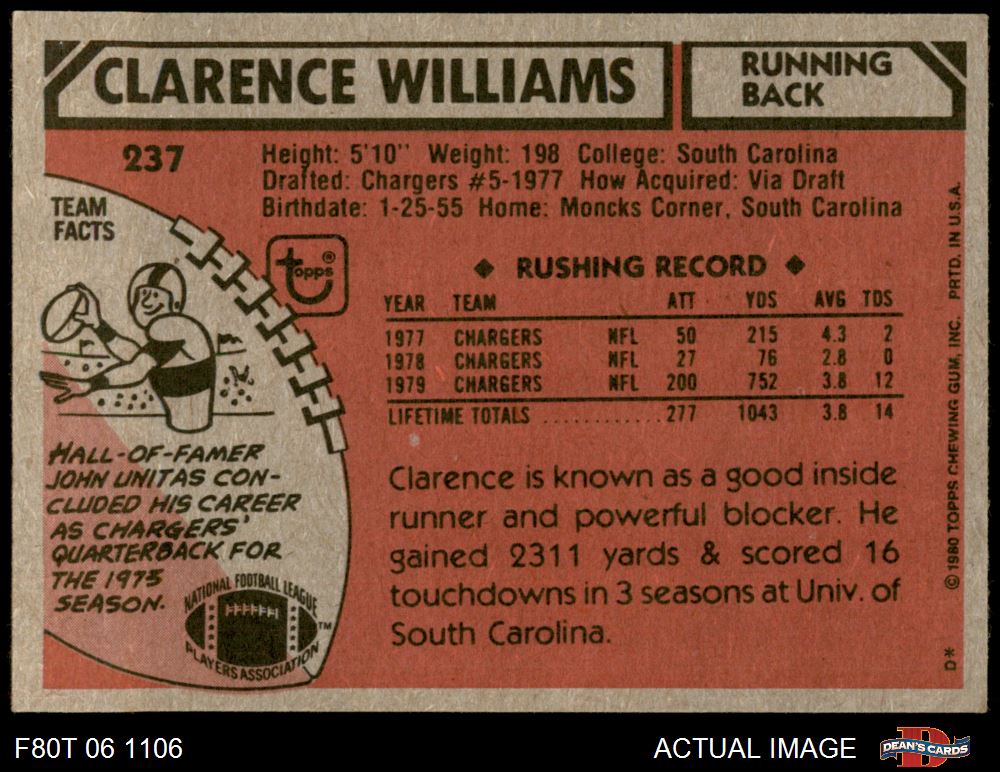 CLARENCE WILLIAMS
RUNNING
BACK
237
Height: 5'10" Weight: 198 College: South Carolina
Drafted: Chargers #5-1977 How Acquired: Via Draft
Birthdate: 1-25-55 Home: Moncks Corner, South Carolina
TEAM
FACTS
topps®
HALL-OF-FAMER
JOHN UNITAS CON-
CLUDED HIS CAREER
AS CHARGERS'
QUARTERBACK FOR
THE 1973
SEASON.
NATIONAL FOOTBALL LEAGUE
PLAYERS ASSOCIATION
TM
◆ RUSHING RECORD ◆
YEAR TEAM ATT YDS AVG TDS
1977 CHARGERS NFL 50 215 4.3 2
1978 CHARGERS NFL 27 76 2.8 0
1979 CHARGERS NFL 200 752 3.8 12
LIFETIME TOTALS ............ 277 1043 3.8 14
Clarence is known as a good inside
runner and powerful blocker. He
gained 2311 yards & scored 16
touchdowns in 3 seasons at Univ. of
South Carolina.
© 1980 TOPPS CHEWING GUM, INC. PRTD. IN U.S.A.
D*
F80T 06 1106
ACTUAL IMAGE
DEAN'S CARDS